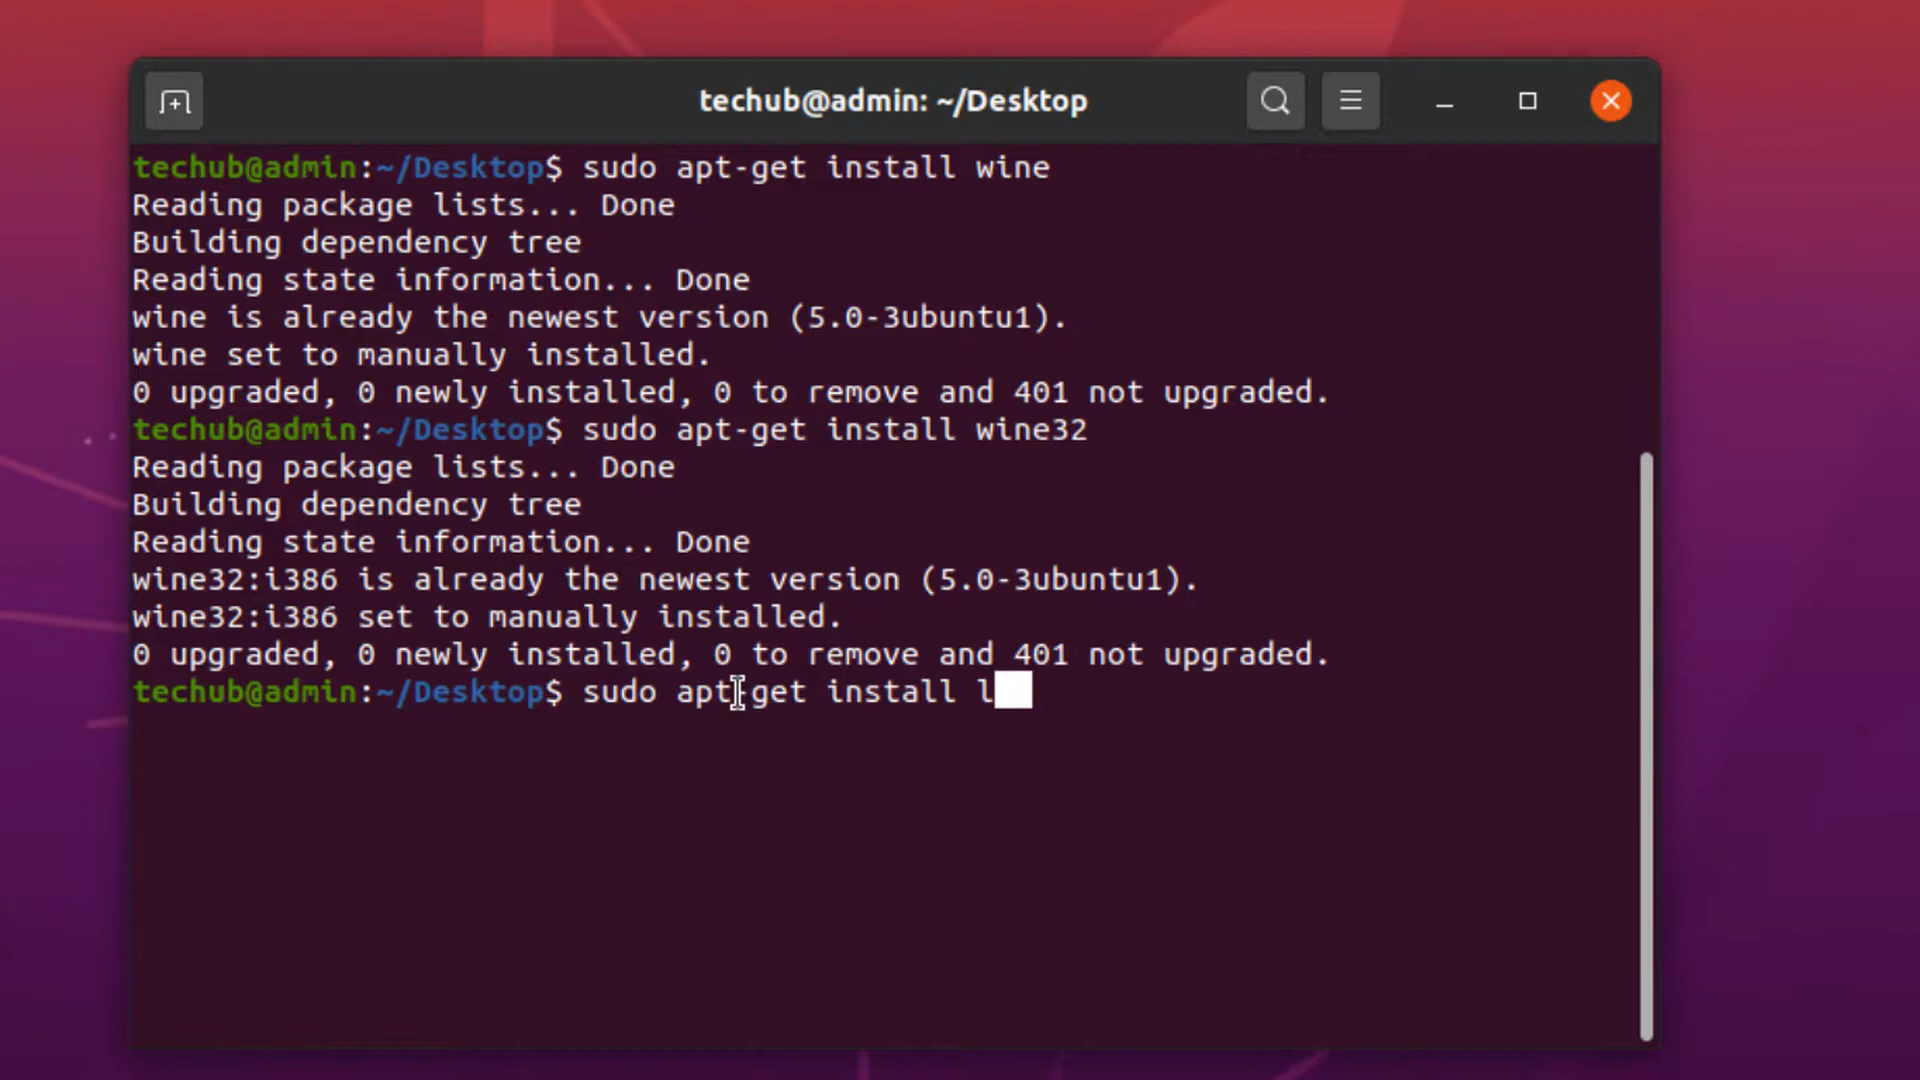 techub@admin: ~/Desktop
techub@admin:~/Desktop$ sudo apt-get install wine
Reading package lists... Done
Building dependency tree
Reading state information... Done
wine is already the newest version (5.0-3ubuntu1).
wine set to manually installed.
0 upgraded, 0 newly installed, 0 to remove and 401 not upgraded.
techub@admin:~/Desktop$ sudo apt-get install wine32
Reading package lists... Done
Building dependency tree
Reading state information... Done
wine32:i386 is already the newest version (5.0-3ubuntu1).
wine32:i386 set to manually installed.
0 upgraded, 0 newly installed, 0 to remove and 401 not upgraded.
techub@admin:~/Desktop$ sudo apt-get install l